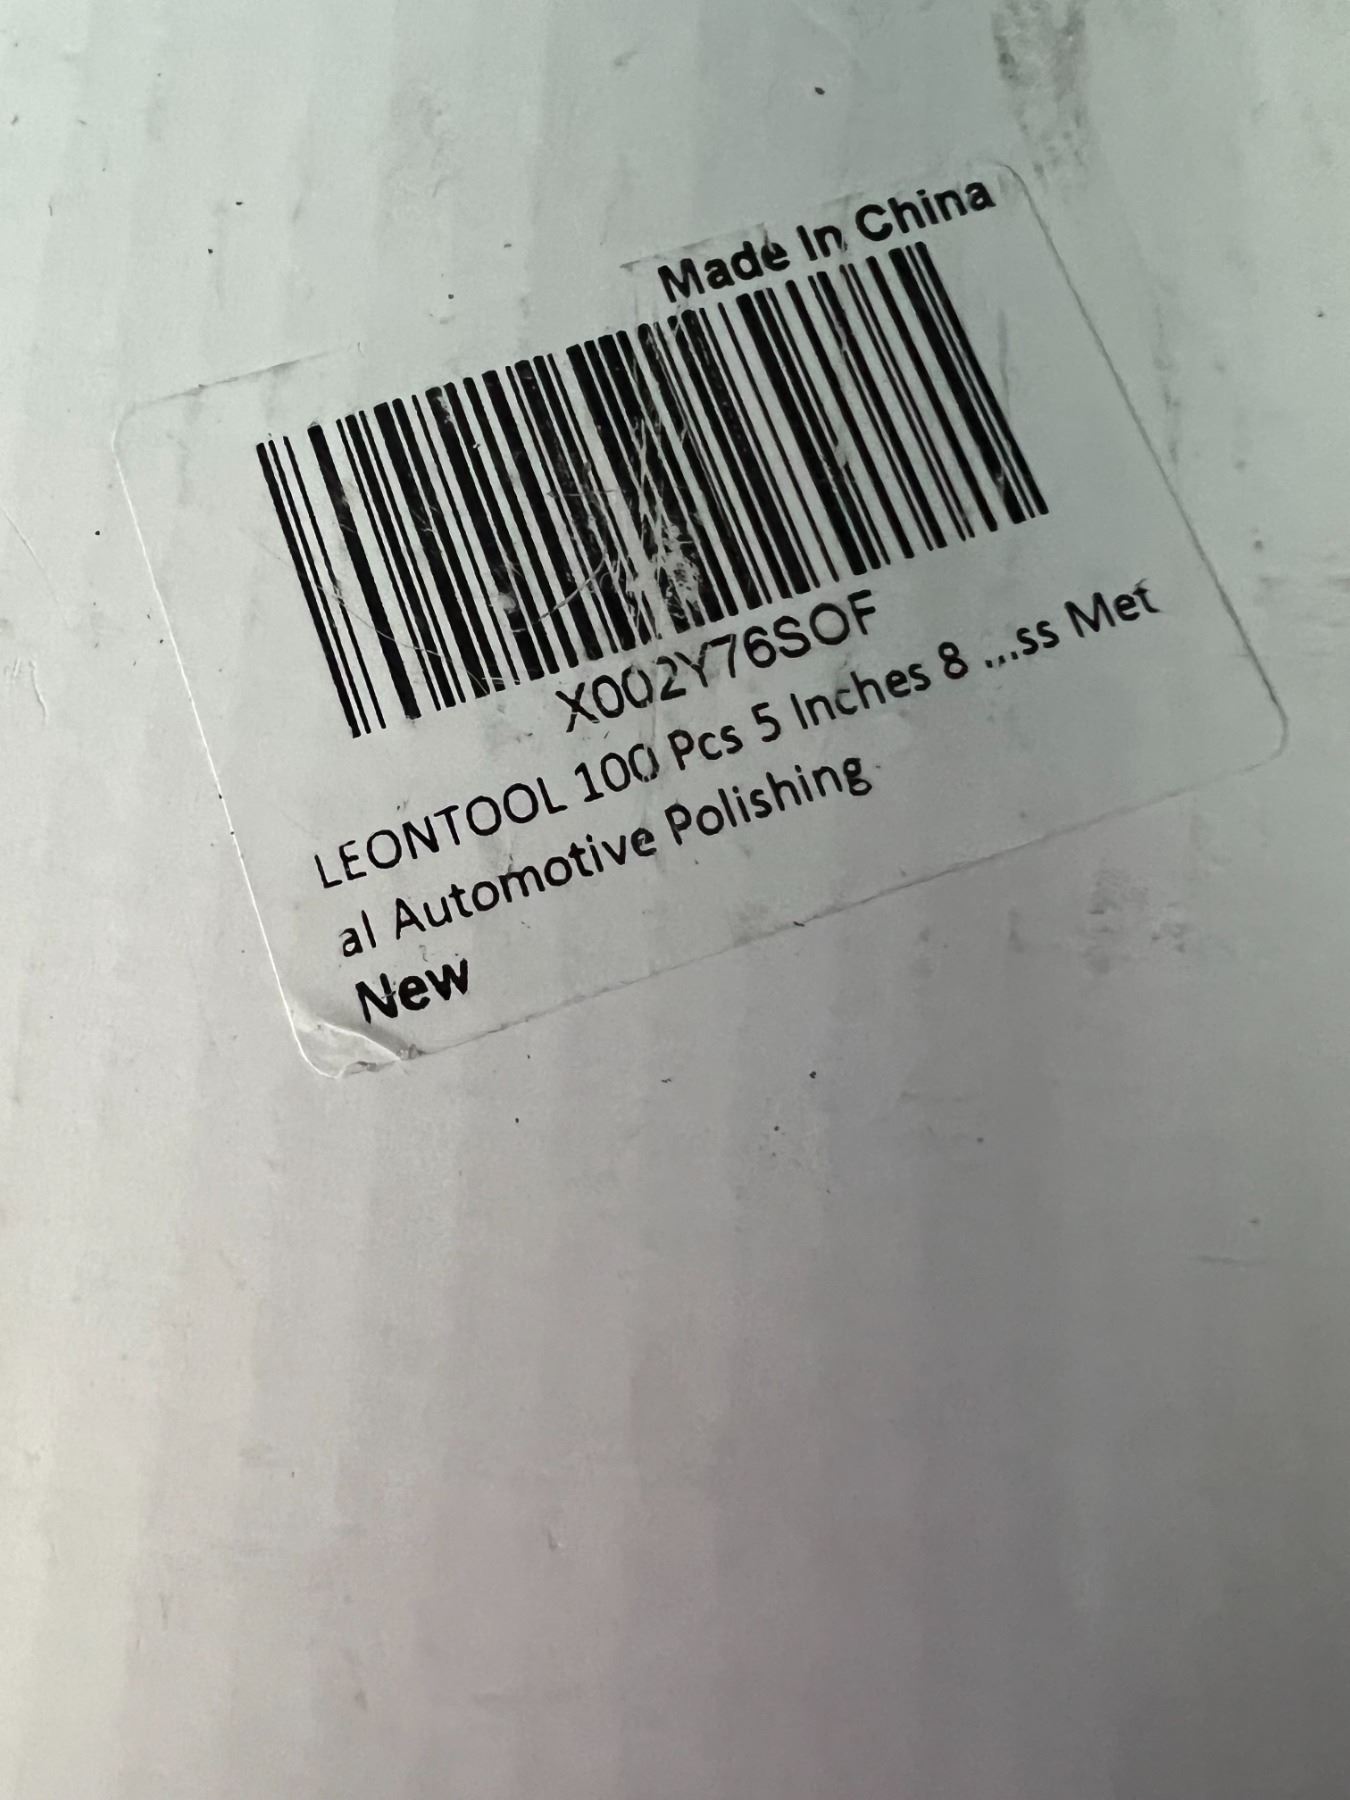 Made In China
X002Y76SOF
LEONTOOL 100 Pcs 5 Inches 8 ...ss Met
al Automotive Polishing
New